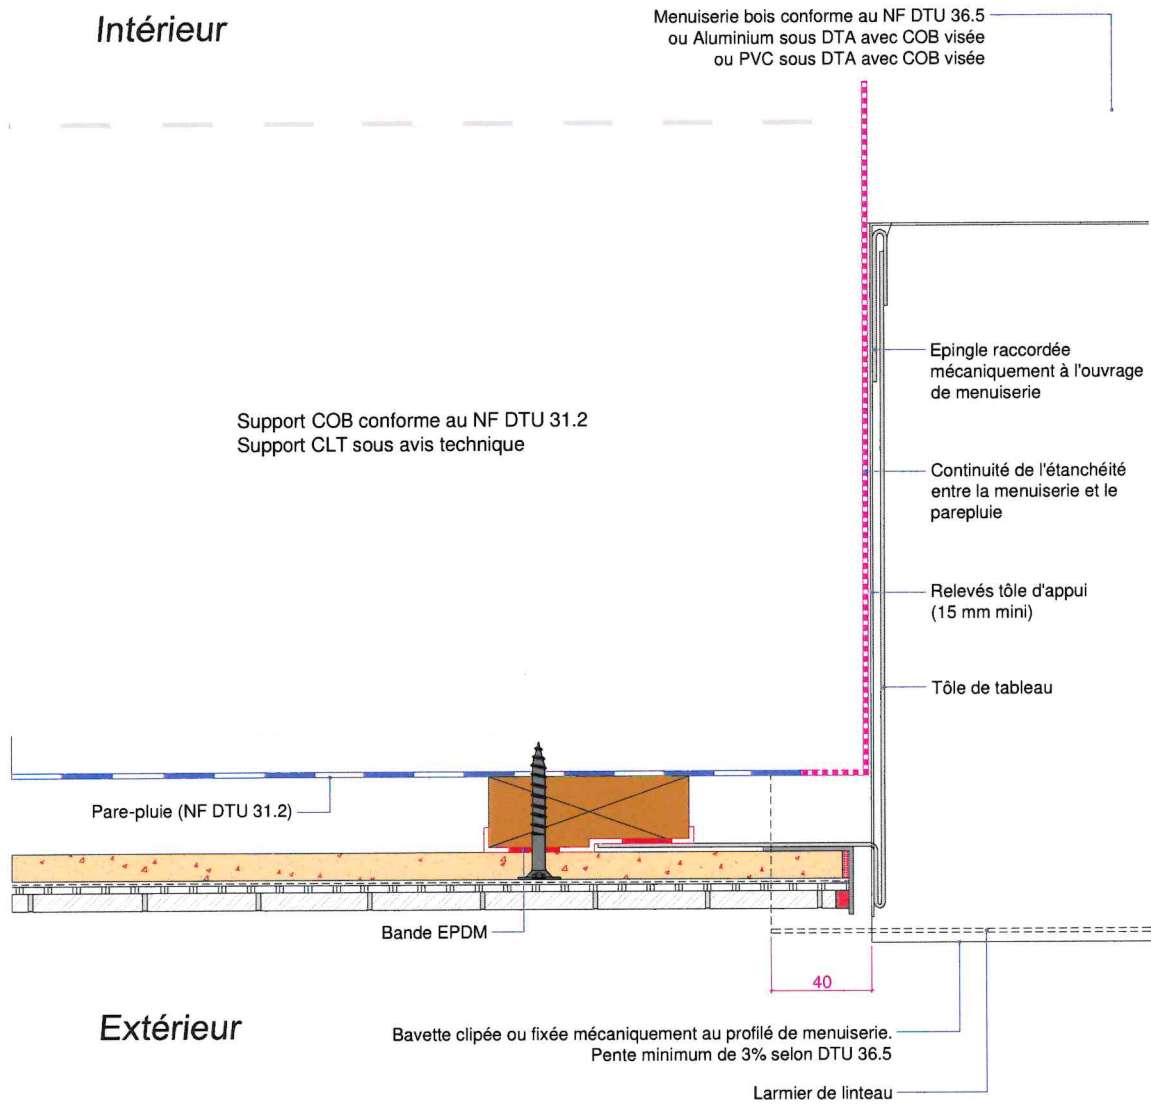 Intérieur
Menuiserie bois conforme au NF DTU 36.5
ou Aluminium sous DTA avec COB visée
ou PVC sous DTA avec COB visée
Epingle raccordée
mécaniquement à l'ouvrage
de menuiserie
Support COB conforme au NF DTU 31.2
Support CLT sous avis technique
Continuité de l'étanchéité
entre la menuiserie et le
parepluie
Relevés tôle d'appui
(15 mm mini)
Tôle de tableau
Pare-pluie (NF DTU 31.2)
Bande EPDM
40
Extérieur
Bavette clipée ou fixée mécaniquement au profilé de menuiserie.
Pente minimum de 3% selon DTU 36.5
Larmier de linteau